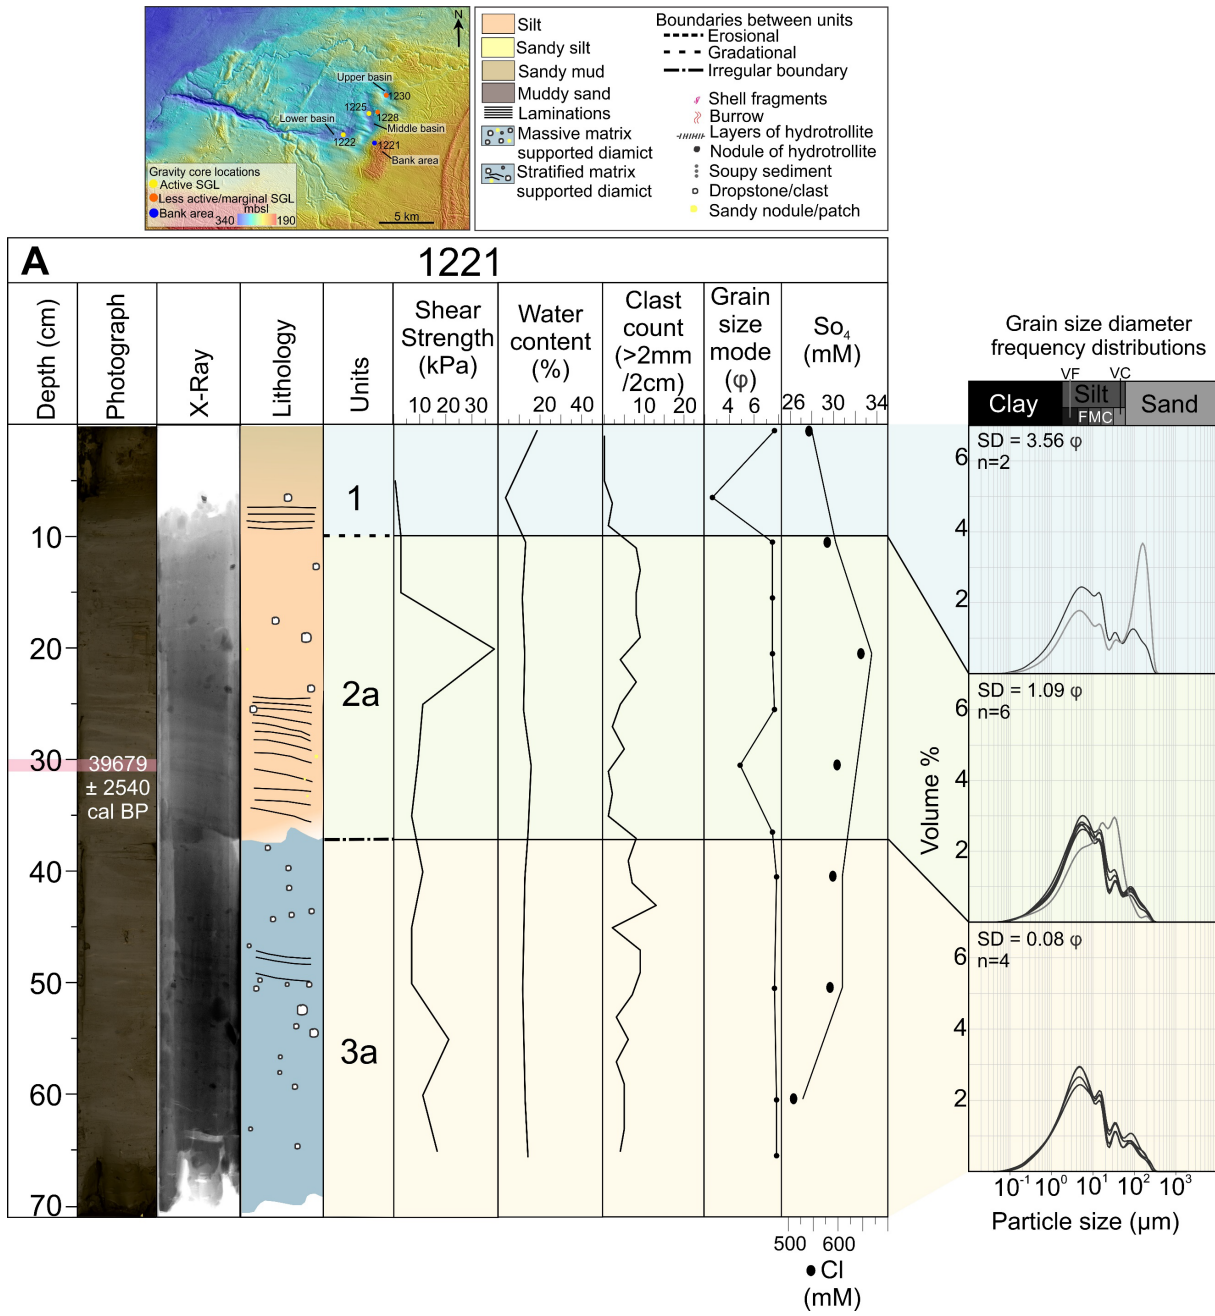 N
Upper basin
1230
1225
1228
Lower basin
Middle basin
1222
1221
Bank area
Gravity core locations
Active SGL
Less active/marginal SGL
Bank area
mbsl
340 190
5 km
Silt
Sandy silt
Sandy mud
Muddy sand
Laminations
Massive matrix
supported diamict
Stratified matrix
supported diamict
Boundaries between units
Erosional
Gradational
Irregular boundary
Shell fragments
Burrow
Layers of hydrotrollite
Nodule of hydrotrollite
Soupy sediment
Dropstone/clast
Sandy nodule/patch
A
1221
Depth (cm)
Photograph
X-Ray
Lithology
Units
Shear
Strength
(kPa)
10 20 30
Water
content
(%)
20 40
Clast
count
(>2mm
/2cm)
10 20
Grain
size
mode
(φ)
4 6
So4
(mM)
26 30 34
10
20
30
40
50
60
70
39679
± 2540
cal BP
1
2a
3a
500 600
Cl
(mM)
Grain size diameter
frequency distributions
VF VC
Clay Silt Sand
FMC
SD = 3.56 φ
n=2
6
4
2
SD = 1.09 φ
n=6
6
4
2
SD = 0.08 φ
n=4
6
4
2
Volume %
10-1 100 101 102 103
Particle size (µm)